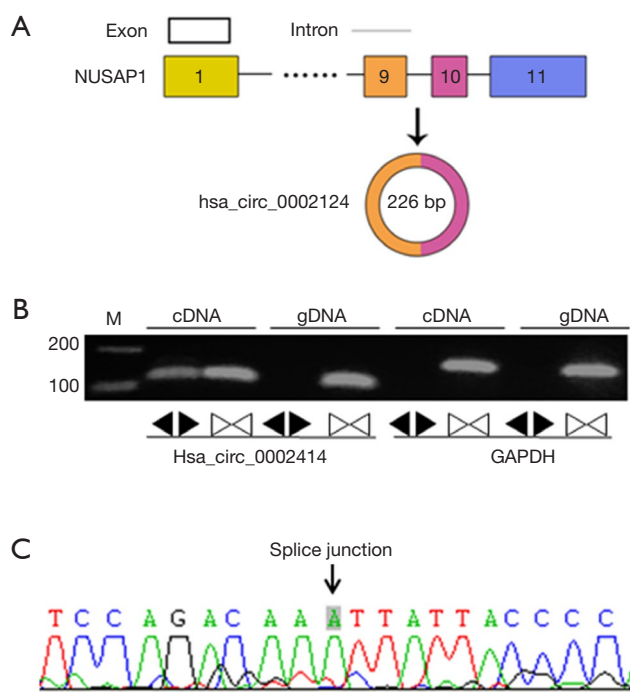 A
Exon
Intron
NUSAP1
1
9
10
11
hsa_circ_0002124
226 bp
B
M
cDNA
gDNA
cDNA
gDNA
200
100
Hsa_circ_0002414
GAPDH
C
Splice junction
T C C A G A C A A A T T A T T A C C C C